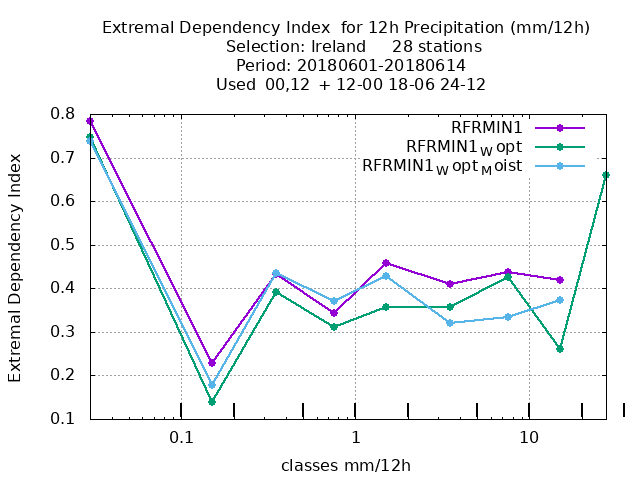 Extremal Dependency Index  for 12h Precipitation (mm/12h)
Selection: Ireland     28 stations
Period: 20180601-20180614
Used  00,12  + 12-00 18-06 24-12
RFRMIN1
RFRMIN1W opt
RFRMIN1W optM oist
Extremal Dependency Index
0.8
0.7
0.6
0.5
0.4
0.3
0.2
0.1
0.1 1 10
classes mm/12h